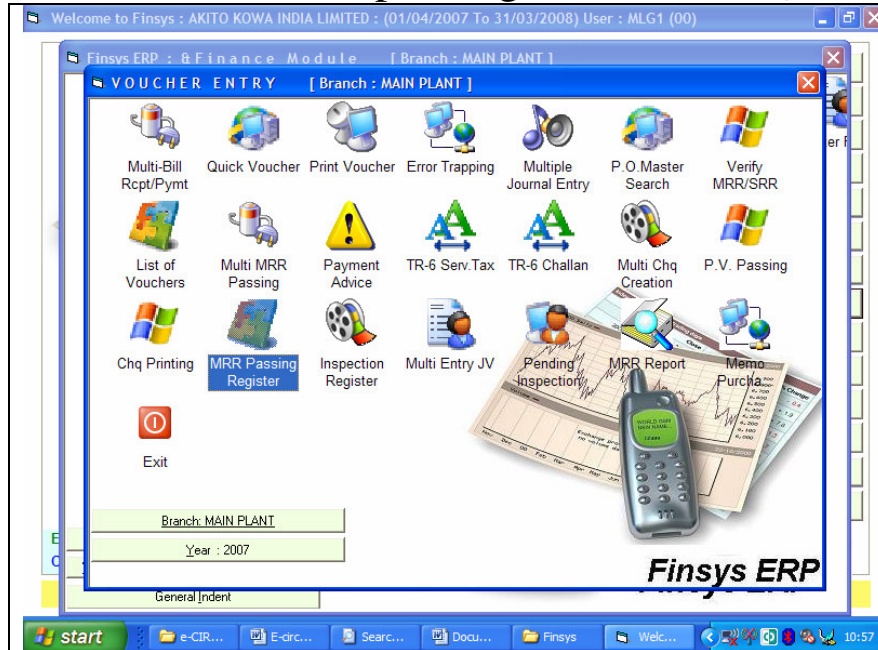 Welcome to Finsys : AKITO KOWA INDIA LIMITED : (01/04/2007 To 31/03/2008) User : MLG1 (00)
Finsys ERP : & F i n a n c e M o d u l e [ Branch : MAIN PLANT ]
V O U C H E R E N T R Y [ Branch : MAIN PLANT ]
Multi-Bill Rcpt/Pymt
Quick Voucher
Print Voucher
Error Trapping
Multiple Journal Entry
P.O.Master Search
Verify MRR/SRR
List of Vouchers
Multi MRR Passing
Payment Advice
TR-6 Serv.Tax
TR-6 Challan
Multi Chq Creation
P.V. Passing
Chq Printing
MRR Passing Register
Inspection Register
Multi Entry JV
Pending Inspection
MRR Report
Memo Purcha...
Exit
Branch: MAIN PLANT
Year : 2007
Finsys ERP
General Indent
start
e-CIR...
E-circ...
Searc...
Docu...
Finsys
Welc...
10:57